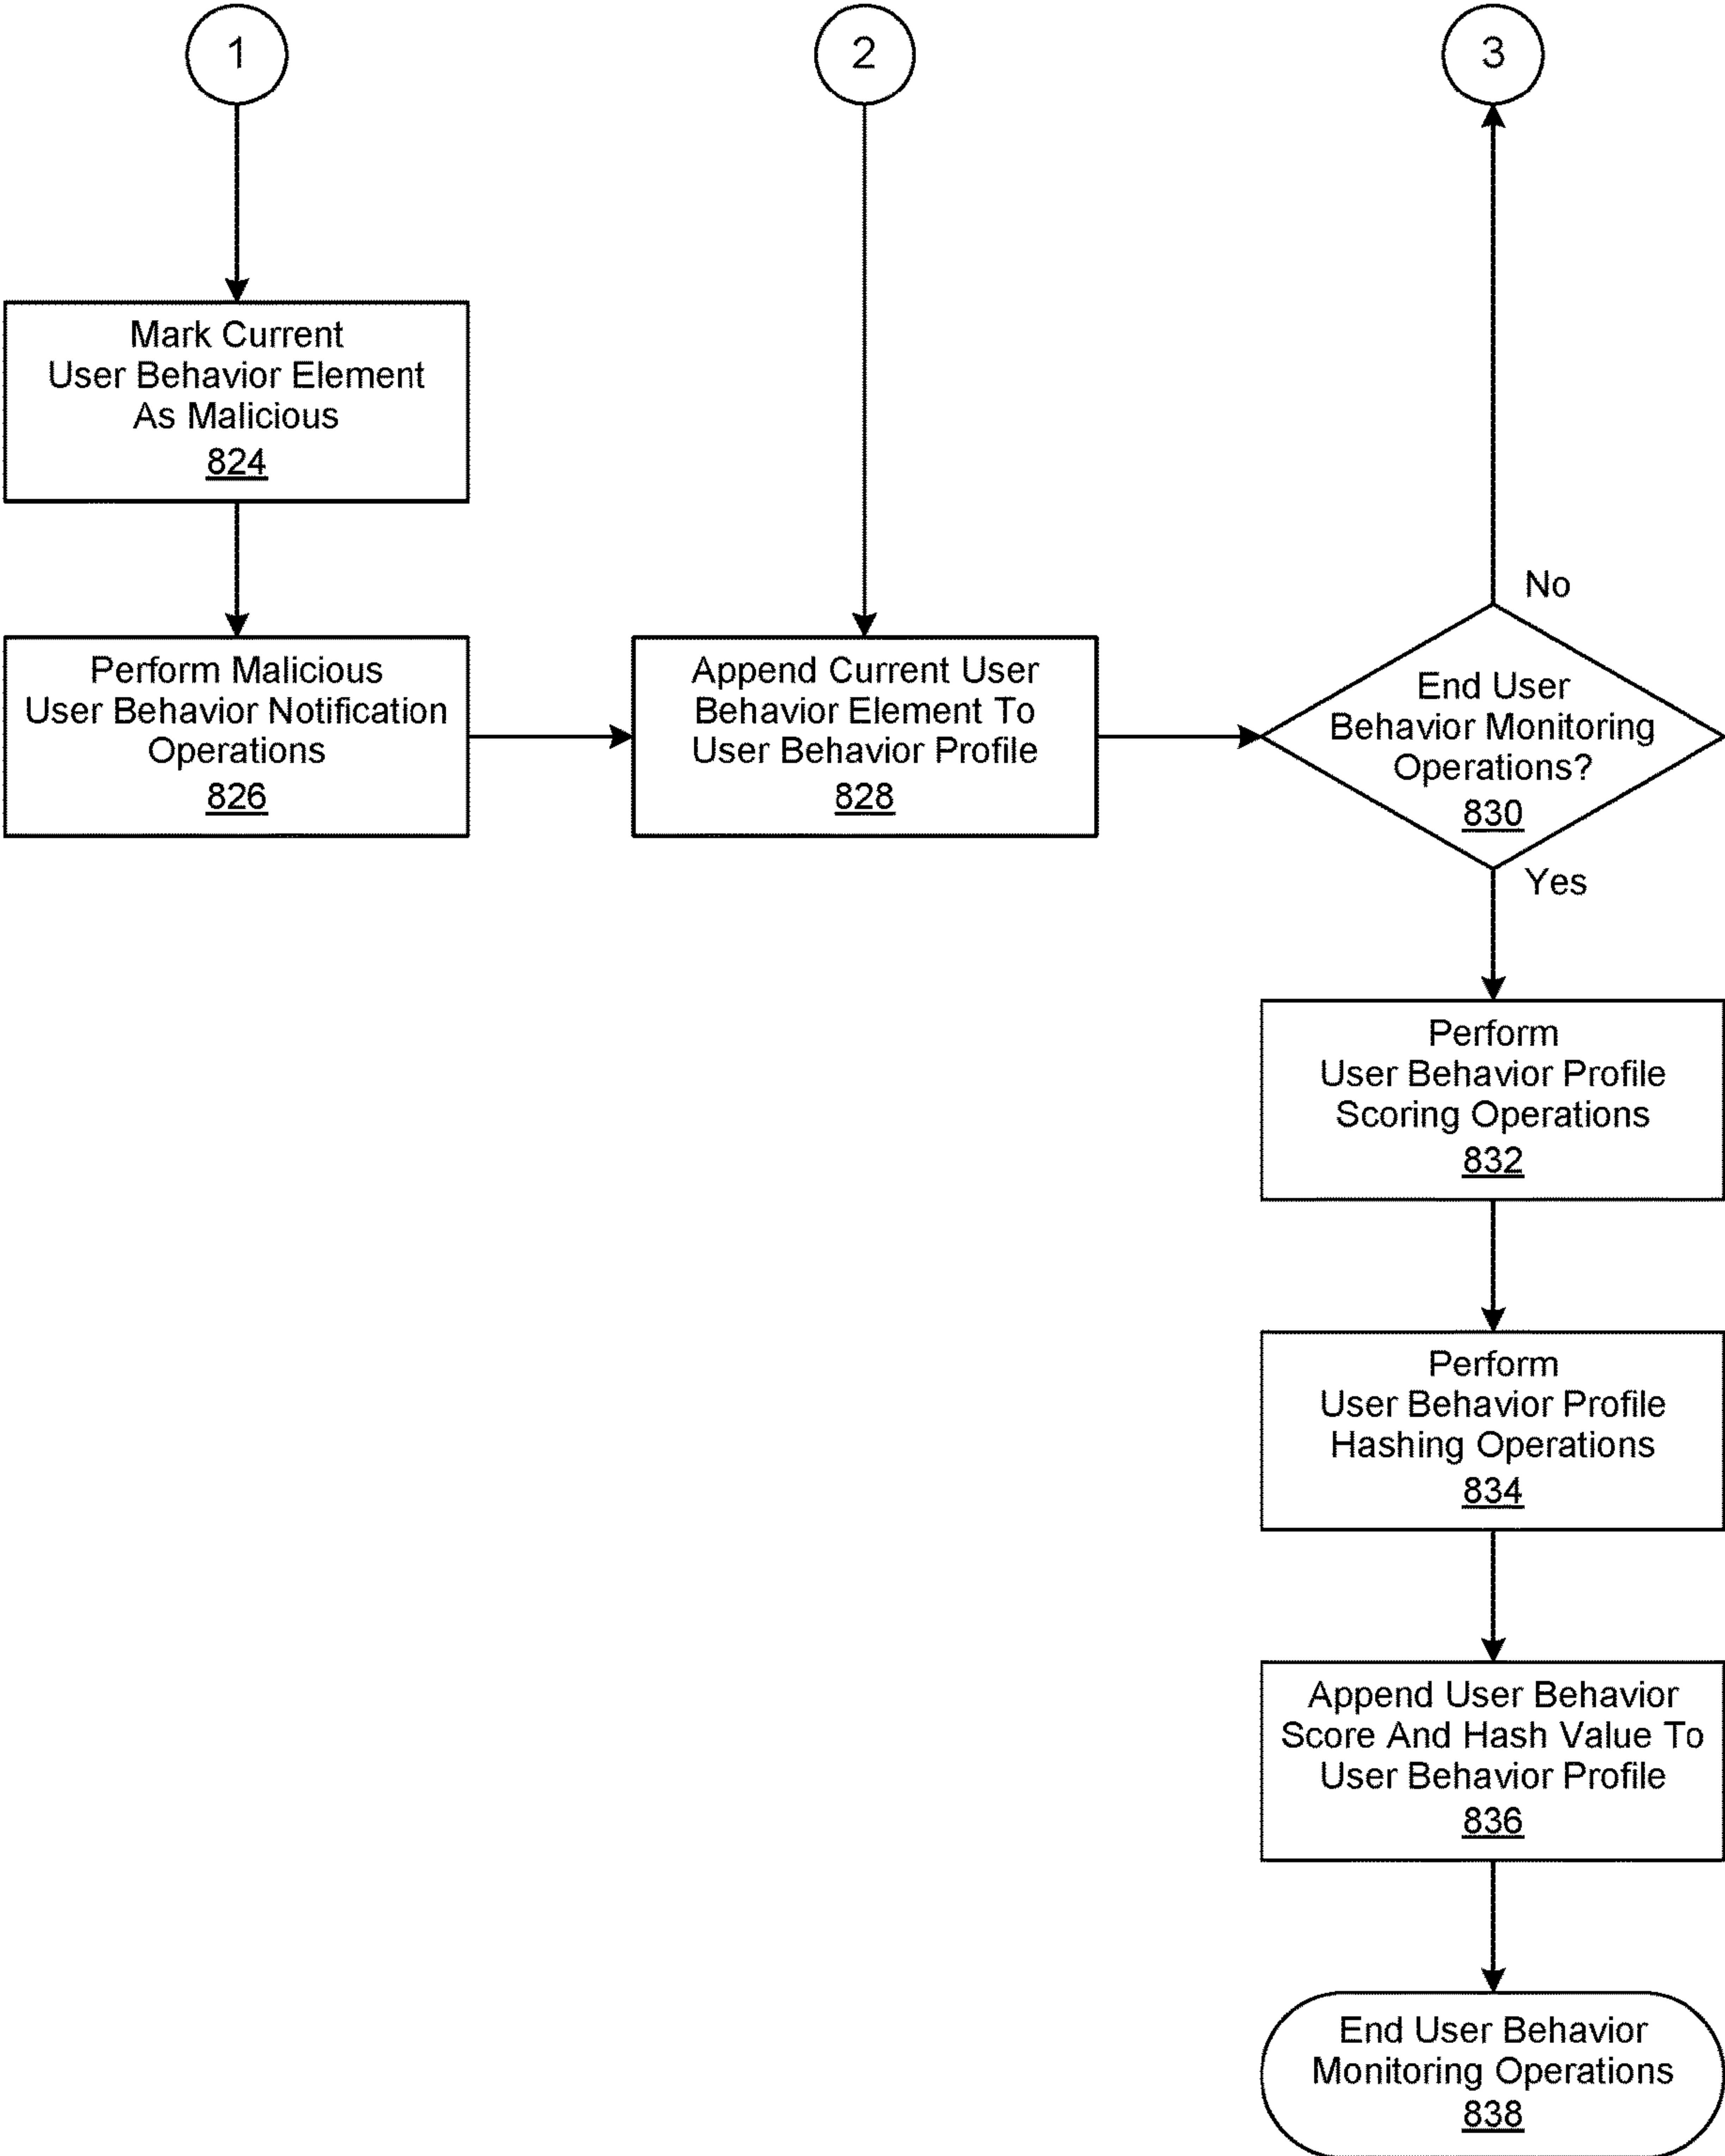 1
2
3
Mark Current
User Behavior Element
As Malicious
824
No
Perform Malicious
User Behavior Notification
Operations
826
Append Current User
Behavior Element To
User Behavior Profile
828
End User
Behavior Monitoring
Operations?
830
Yes
Perform
User Behavior Profile
Scoring Operations
832
Perform
User Behavior Profile
Hashing Operations
834
Append User Behavior
Score And Hash Value To
User Behavior Profile
836
End User Behavior
Monitoring Operations
838